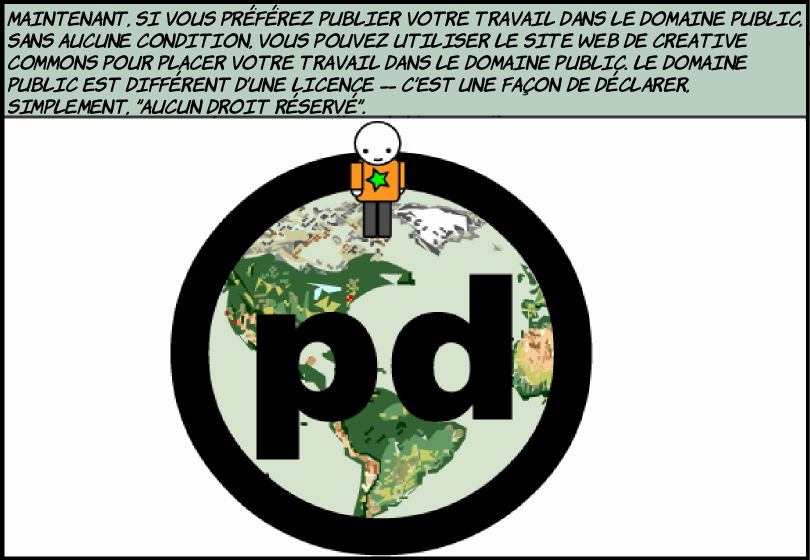 MAINTENANT, SI VOUS PRÉFÉREZ PUBLIER VOTRE TRAVAIL DANS LE DOMAINE PUBLIC,
SANS AUCUNE CONDITION, VOUS POUVEZ UTILISER LE SITE WEB DE CREATIVE
COMMONS POUR PLACER VOTRE TRAVAIL DANS LE DOMAINE PUBLIC. LE DOMAINE
PUBLIC EST DIFFÉRENT D'UNE LICENCE -- C'EST UNE FAÇON DE DÉCLARER,
SIMPLEMENT, "AUCUN DROIT RÉSERVÉ".
pd